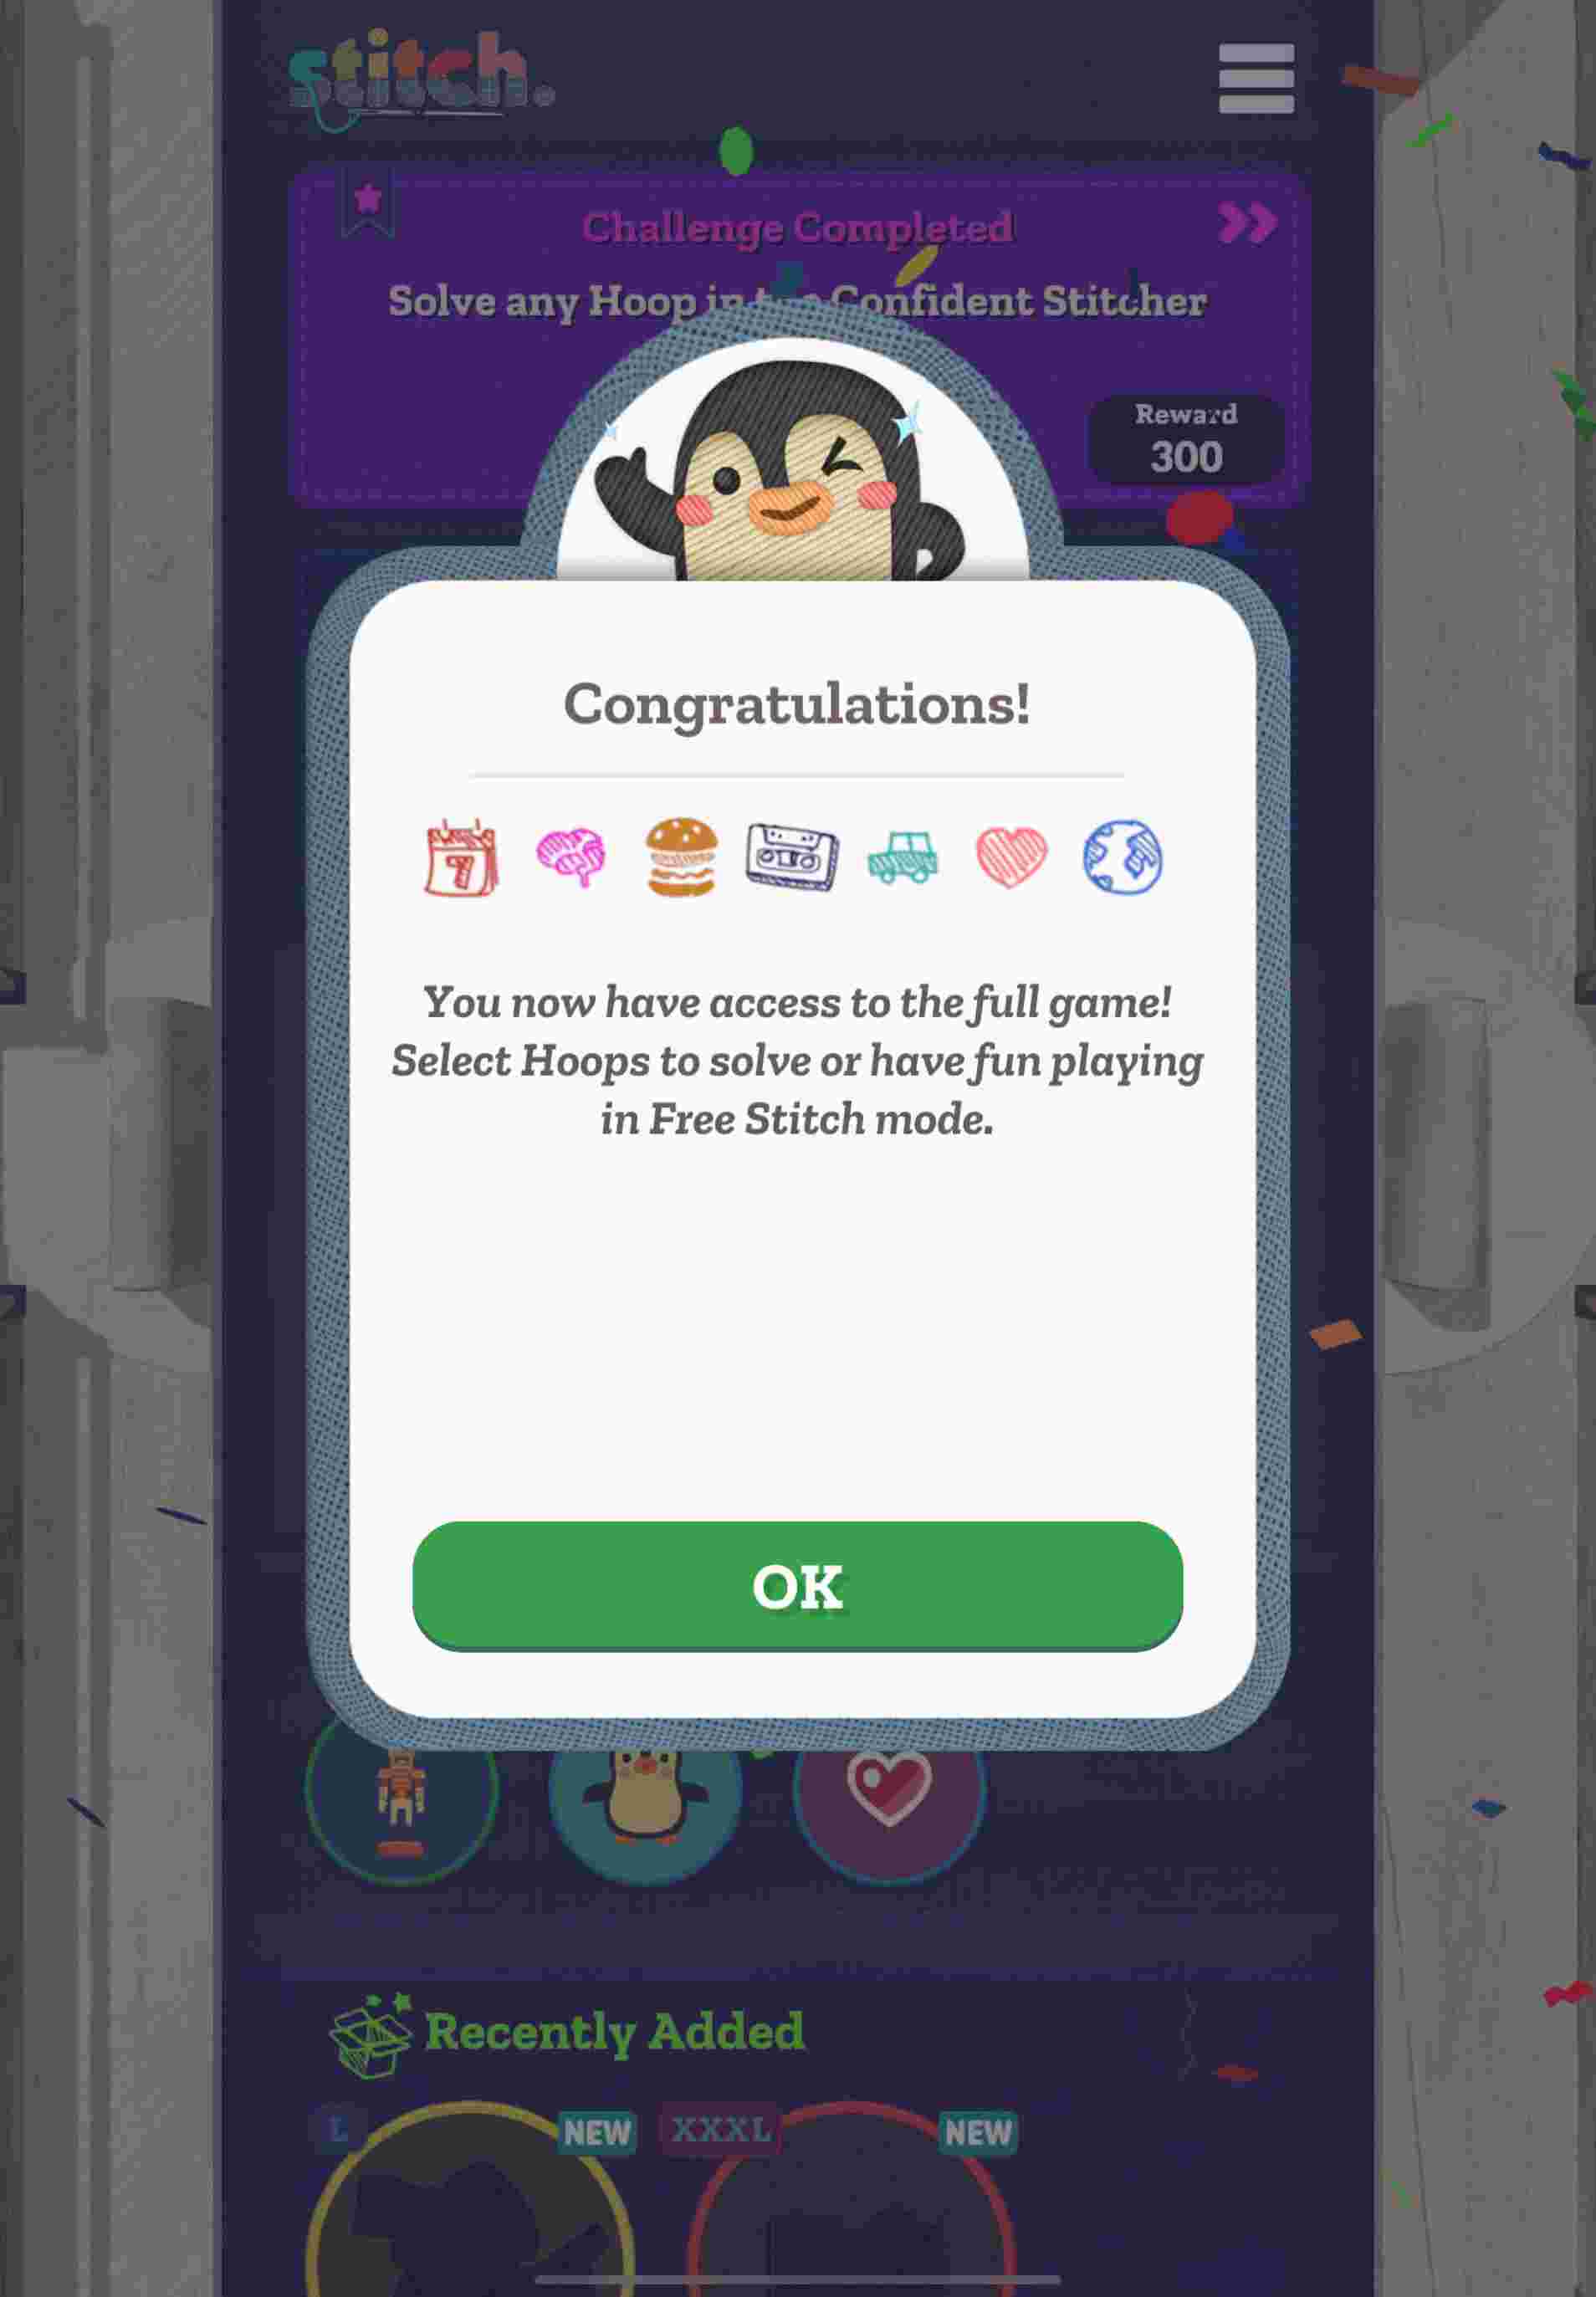 stitch.
Challenge Completed
Solve any Hoop in Confident Stitcher
Reward
300
Congratulations!
7
You now have access to the full game!
Select Hoops to solve or have fun playing
in Free Stitch mode.
OK
Recently Added
L NEW XXXL NEW